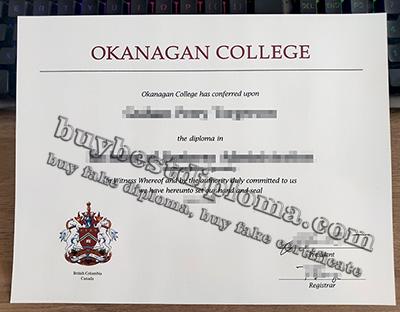 OKANAGAN COLLEGE
Okanagan College has conferred upon
the diploma in
In Witness Whereof and by the authority duly committed to us
we have hereunto set our hand and seal
buybestdiploma.com
buy fake diploma, buy fake certificate
President
Registrar
British Columbia
Canada